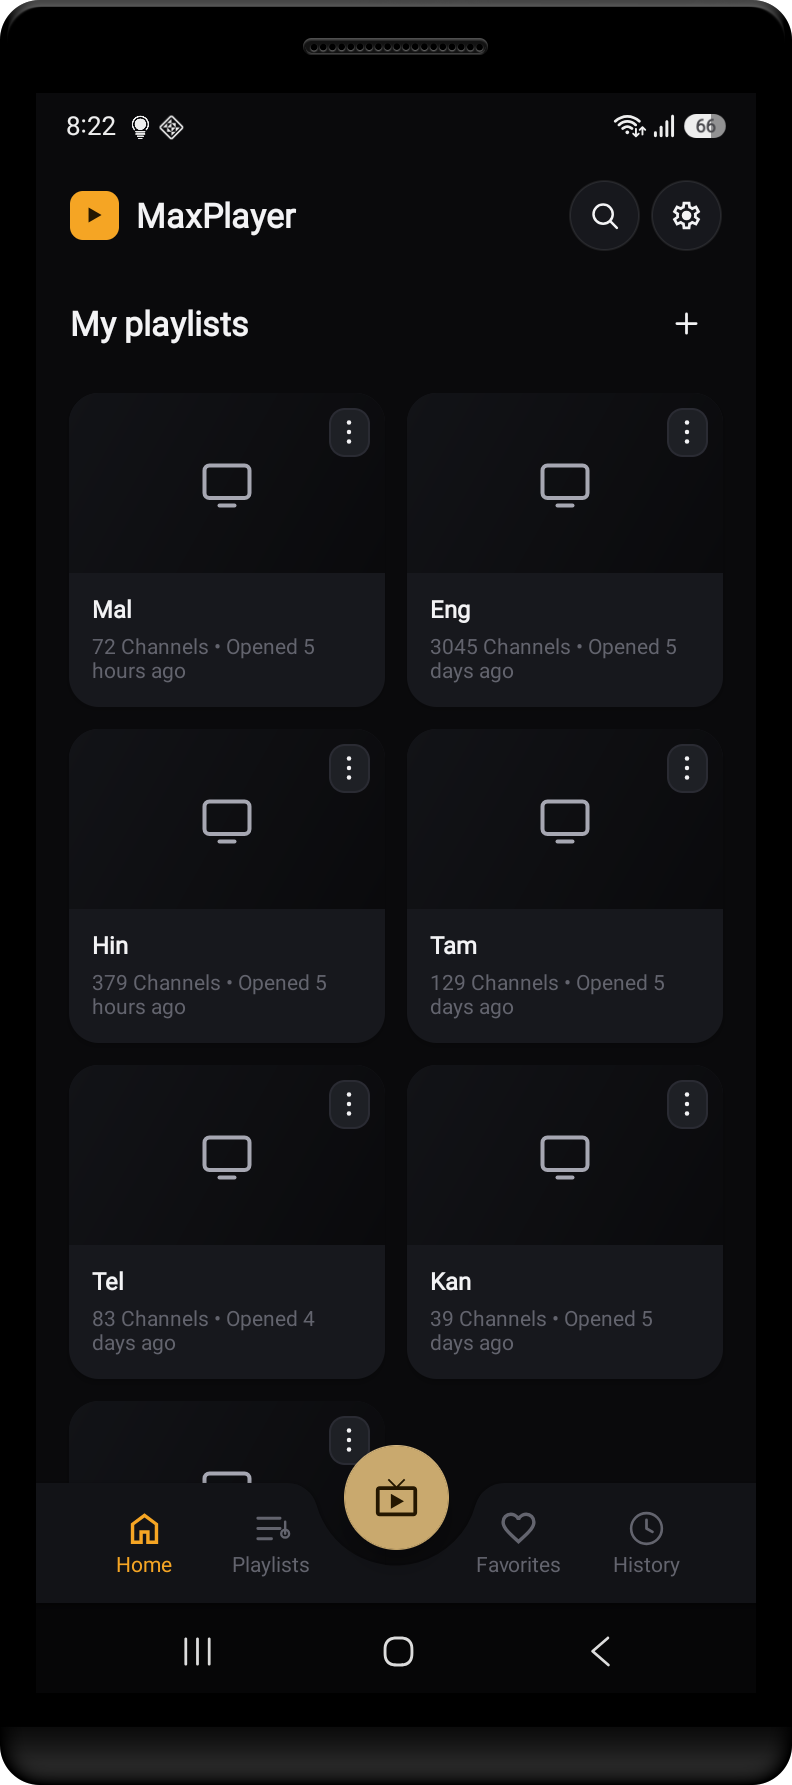 8:22
66
MaxPlayer
My playlists
Mal
72 Channels • Opened 5
hours ago
Eng
3045 Channels • Opened 5
days ago
Hin
379 Channels • Opened 5
hours ago
Tam
129 Channels • Opened 5
days ago
Tel
83 Channels • Opened 4
days ago
Kan
39 Channels • Opened 5
days ago
Home
Playlists
Favorites
History